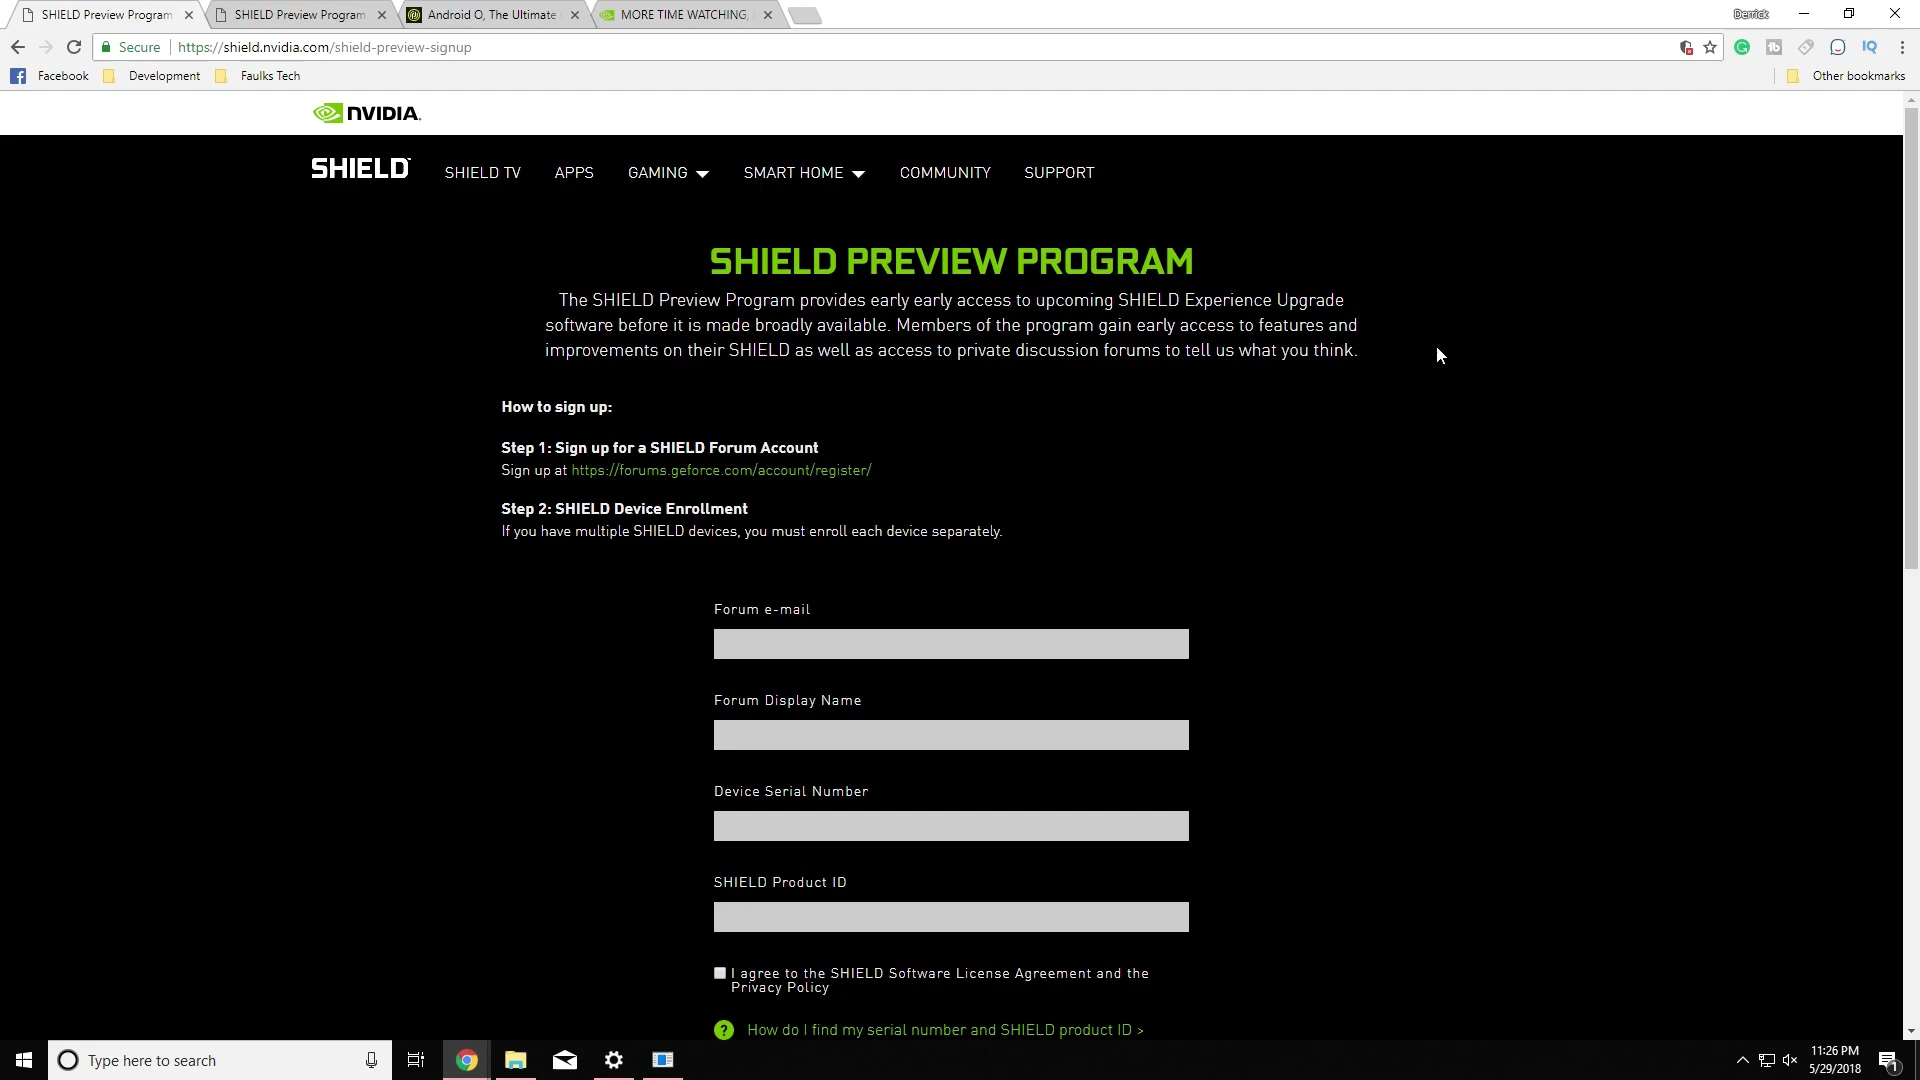 SHIELD Preview Program
SHIELD Preview Program
Android O, The Ultimate
MORE TIME WATCHING,
Derrick
Secure
https://shield.nvidia.com/shield-preview-signup
Facebook
Development
Faulks Tech
Other bookmarks
NVIDIA.
SHIELD
SHIELD TV
APPS
GAMING
SMART HOME
COMMUNITY
SUPPORT
SHIELD PREVIEW PROGRAM
The SHIELD Preview Program provides early early access to upcoming SHIELD Experience Upgrade
software before it is made broadly available. Members of the program gain early access to features and
improvements on their SHIELD as well as access to private discussion forums to tell us what you think.
How to sign up:
Step 1: Sign up for a SHIELD Forum Account
Sign up at https://forums.geforce.com/account/register/
Step 2: SHIELD Device Enrollment
If you have multiple SHIELD devices, you must enroll each device separately.
Forum e-mail
Forum Display Name
Device Serial Number
SHIELD Product ID
I agree to the SHIELD Software License Agreement and the
Privacy Policy
? How do I find my serial number and SHIELD product ID >
Type here to search
11:26 PM
5/29/2018
1